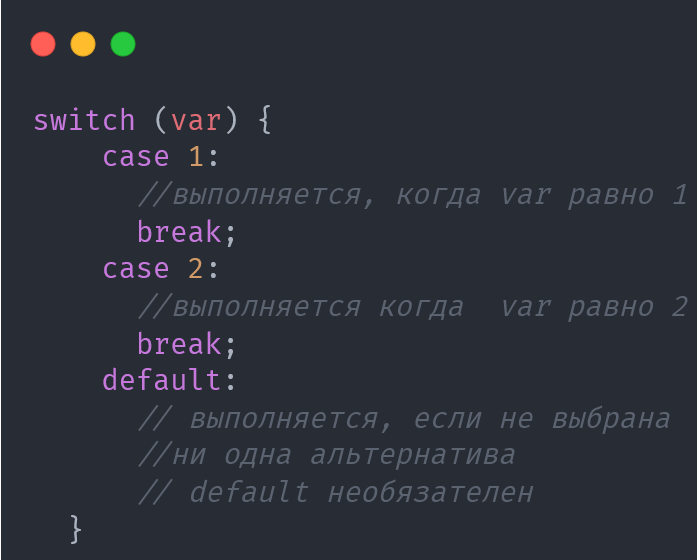 switch (var) {
    case 1:
      //выполняется, когда var равно 1
      break;
    case 2:
      //выполняется когда  var равно 2
      break;
    default:
      // выполняется, если не выбрана
      //ни одна альтернатива
      // default необязателен
  }